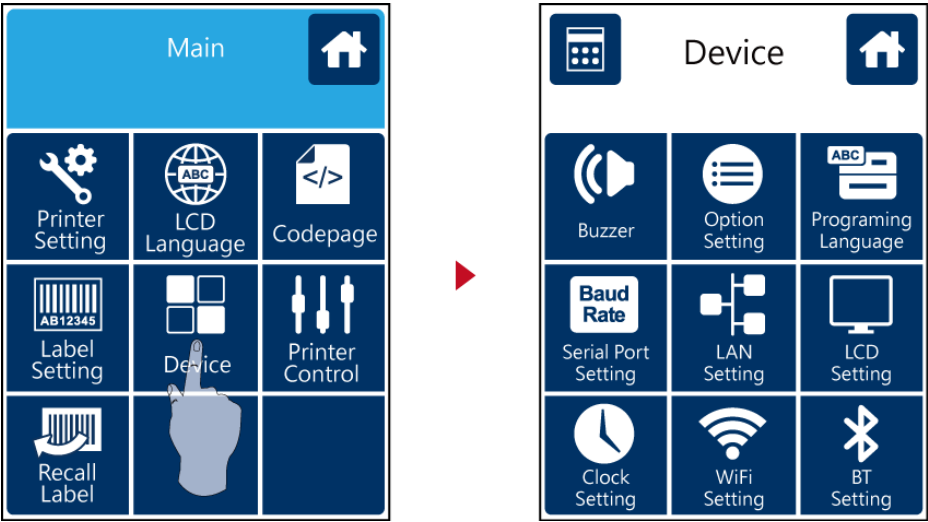 Main
Printer
Setting
ABC
LCD
Language
</>
Codepage
AB12345
Label
Setting
Device
Printer
Control
Recall
Label
Device
Buzzer
Option
Setting
ABC
Programing
Language
Baud
Rate
Serial Port
Setting
LAN
Setting
LCD
Setting
Clock
Setting
WiFi
Setting
BT
Setting